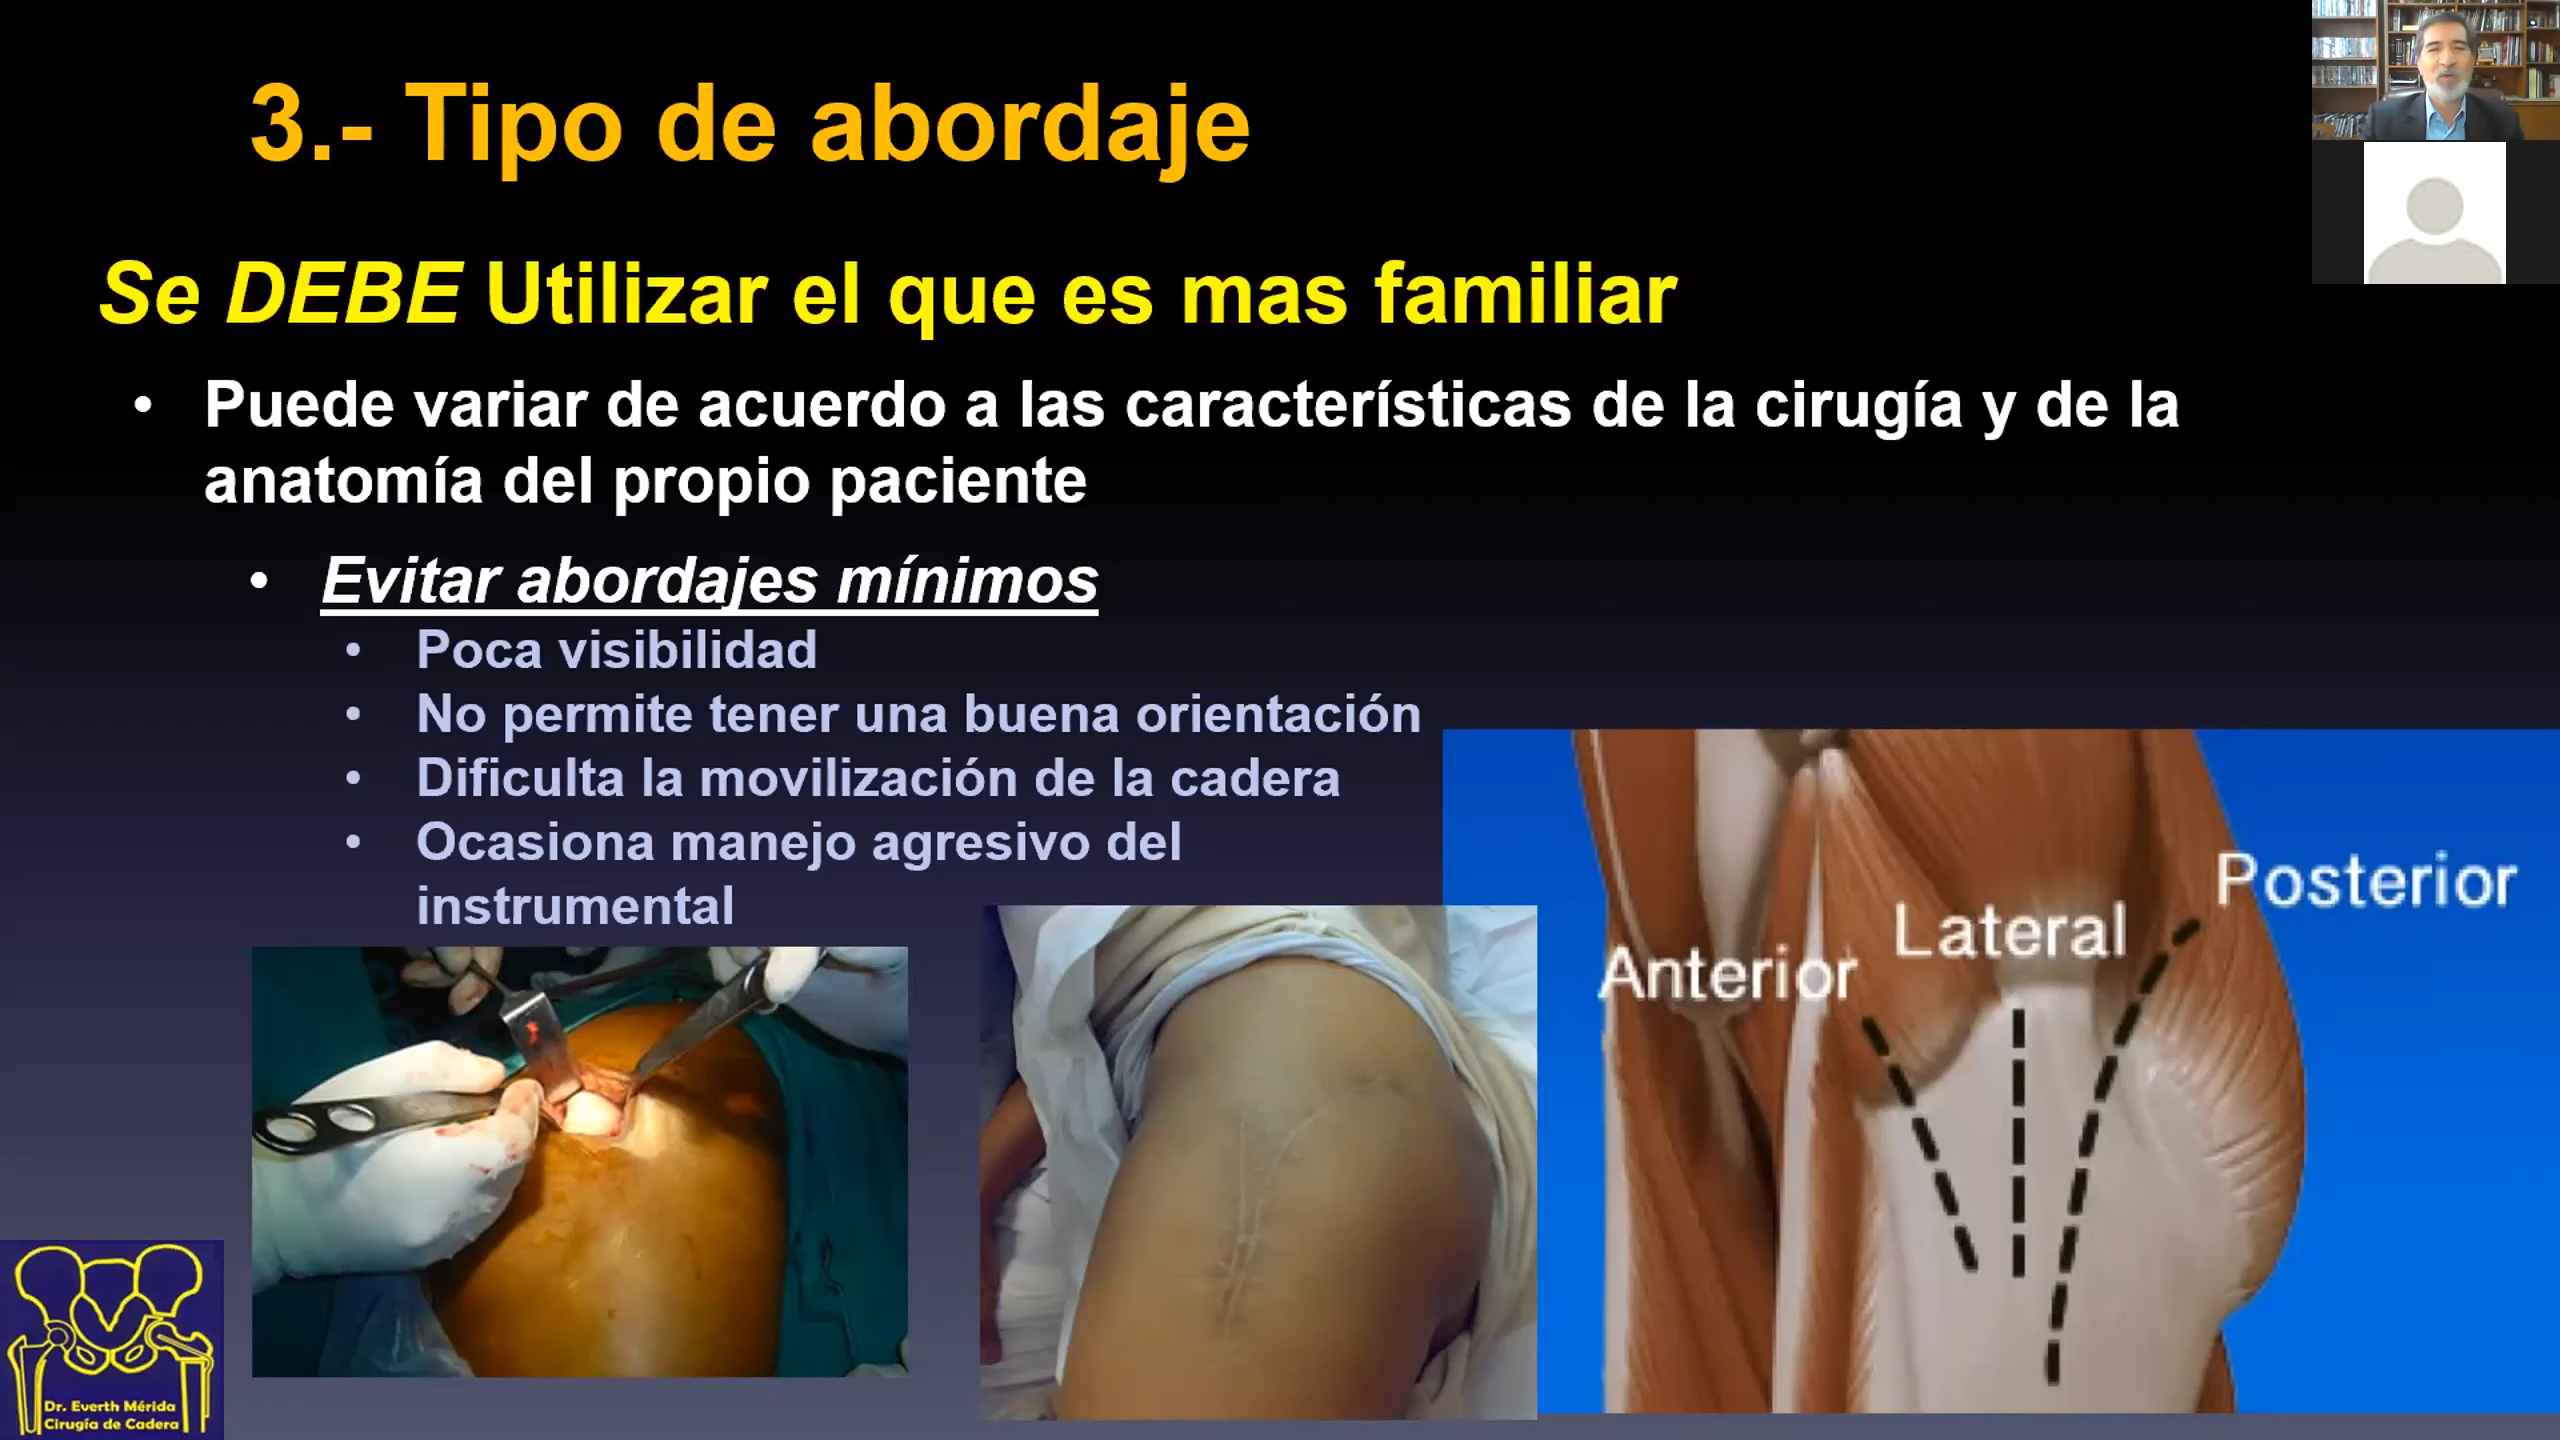 3.- Tipo de abordaje
Se DEBE Utilizar el que es mas familiar
• Puede variar de acuerdo a las características de la cirugía y de la
anatomía del propio paciente
• Evitar abordajes mínimos
• Poca visibilidad
• No permite tener una buena orientación
• Dificulta la movilización de la cadera
• Ocasiona manejo agresivo del
instrumental
Anterior
Lateral
Posterior
Dr. Everth Mérida
Cirugía de Cadera